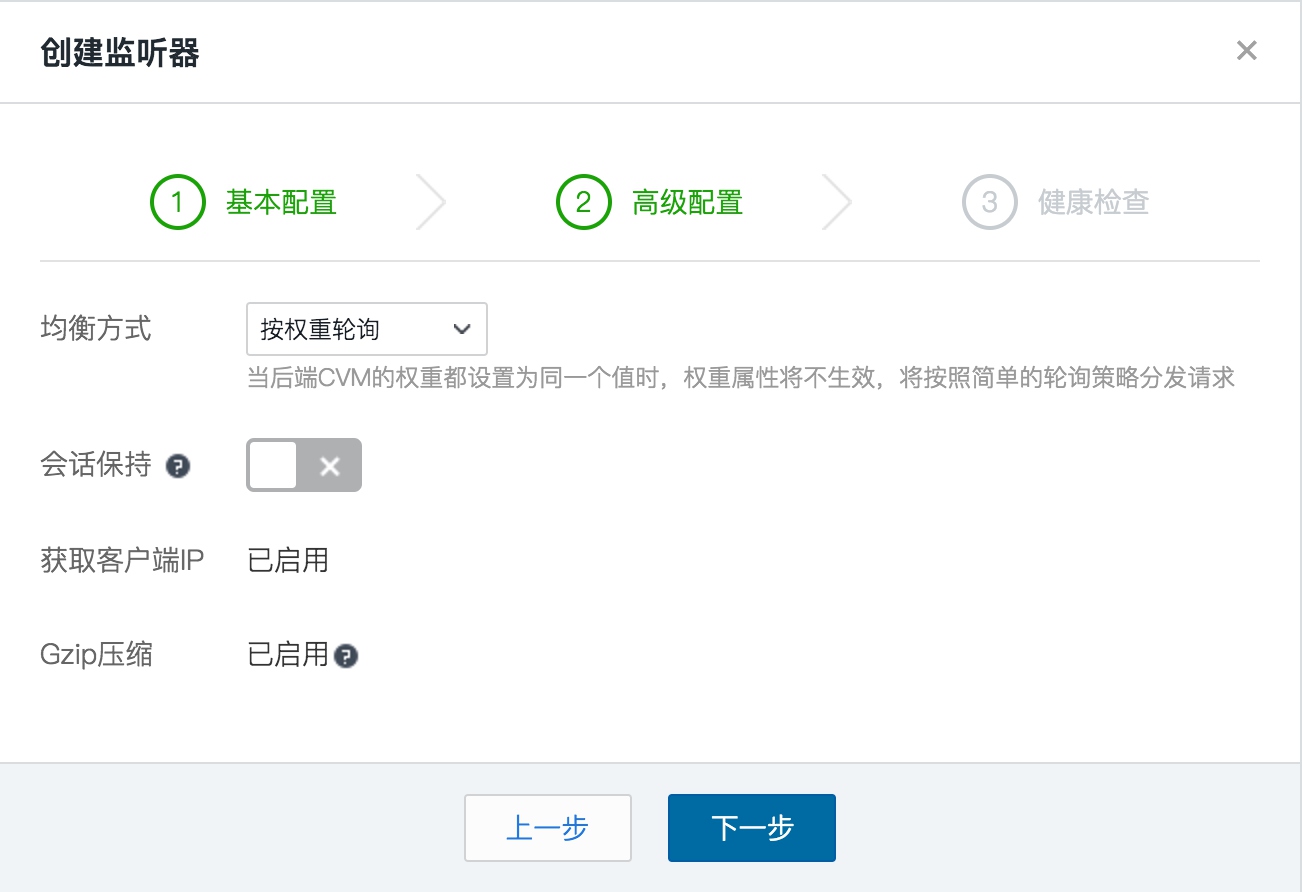 创建监听器
1 基本配置 2 高级配置 3 健康检查
均衡方式 按权重轮询
当后端CVM的权重都设置为同一个值时，权重属性将不生效，将按照简单的轮询策略分发请求
会话保持 ?
获取客户端IP 已启用
Gzip压缩 已启用 ?
上一步 下一步